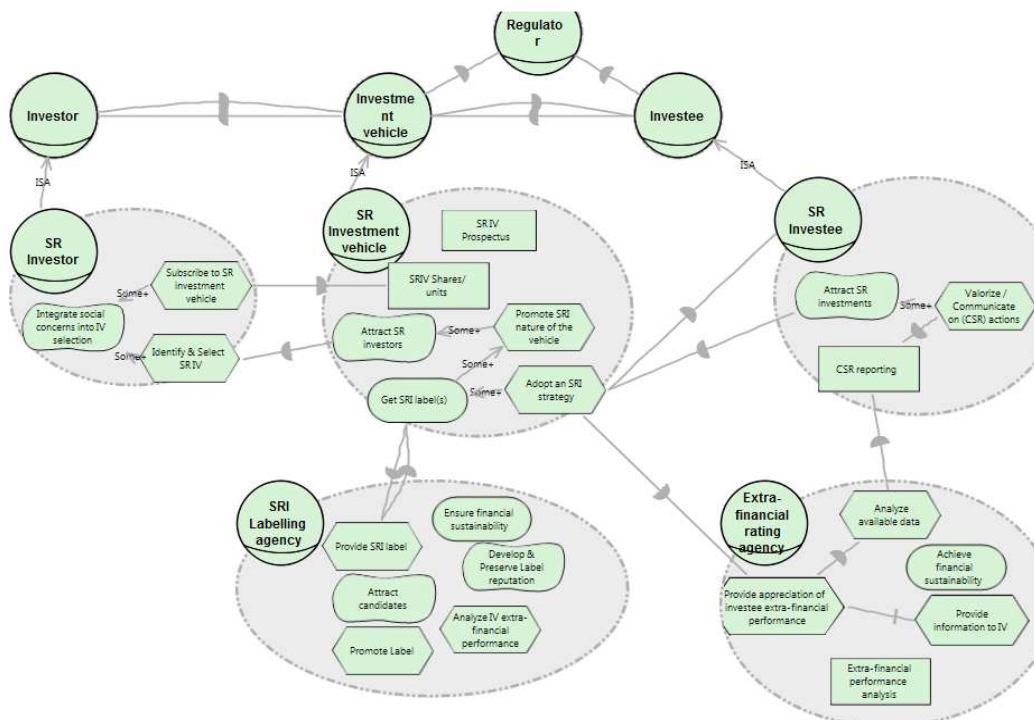 Regulato
r
Investor
Investme
nt
vehicle
Investee
ISA
ISA
ISA
SR
Investor
Subscribe to SR
investment
vehicle
Some+
Integrate social
concerns into IV
selection
Some+
Identify & Select
SR IV
SR
Investment
vehicle
SR IV
Prospectus
SRIV Shares/
units
Attract SR
investors
Some+
Promote SRI
nature of the
vehicle
Some+
Get SRI label(s)
Some+
Adopt an SRI
strategy
SR
Investee
Attract SR
investments
Some+
Valorize /
Communicate
on (CSR) actions
CSR reporting
SRI
Labelling
agency
Ensure financial
sustainability
Provide SRI label
Develop &
Preserve Label
reputation
Attract
candidates
Analyze IV extra-
financial
performance
Promote Label
Extra-
financial
rating
agency
Analyze
available data
Achieve
financial
sustainability
Provide appreciation of
investee extra-financial
performance
Provide
information to IV
Extra-financial
performance
analysis